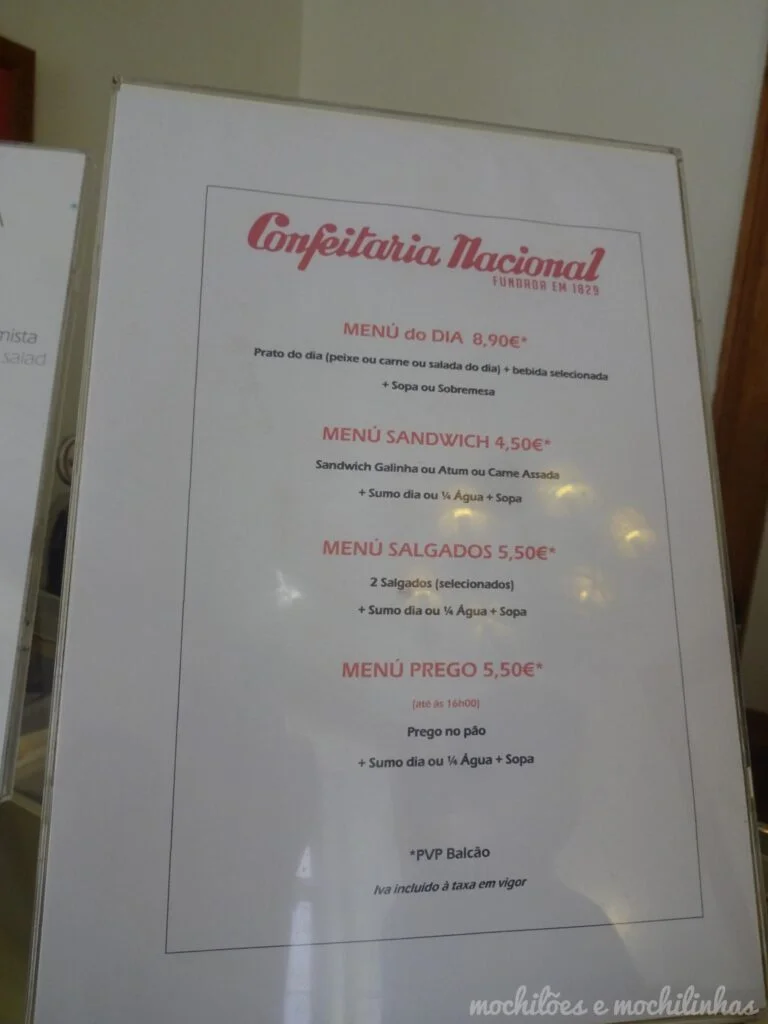 nista
salad
Confeitaria Nacional
FUNDADA EM 1829
MENÚ do DIA 8,90€*
Prato do dia (peixe ou carne ou salada do dia) + bebida selecionada
+ Sopa ou Sobremesa
MENÚ SANDWICH 4,50€*
Sandwich Galinha ou Atum ou Carne Assada
+ Sumo dia ou ¼ Água + Sopa
MENÚ SALGADOS 5,50€*
2 Salgados (selecionados)
+ Sumo dia ou ¼ Água + Sopa
MENÚ PREGO 5,50€*
(até às 16h00)
Prego no pão
+ Sumo dia ou ¼ Água + Sopa
*PVP Balcão
Iva incluido à taxa em vigor
mochilões e mochilinhas